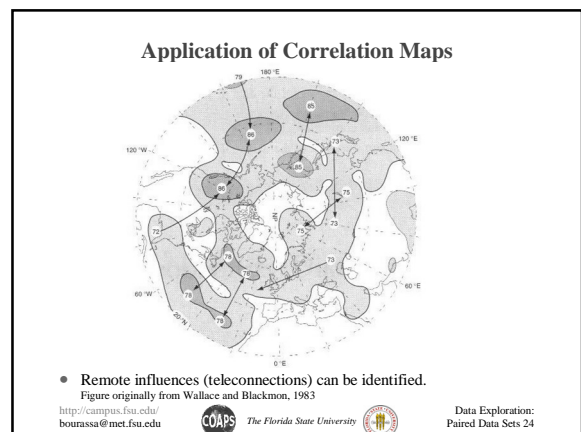 Application of Correlation Maps
180 °E
79
85
86
120 °W
120 °E
73
85
86
75
72
NP
75
73
78
73
78
60 °W
60 °E
78
78
20 °N
0 °E
• Remote influences (teleconnections) can be identified.
Figure originally from Wallace and Blackmon, 1983
http://campus.fsu.edu/
bourassa@met.fsu.edu
COAPS
The Florida State University
Data Exploration:
Paired Data Sets 24